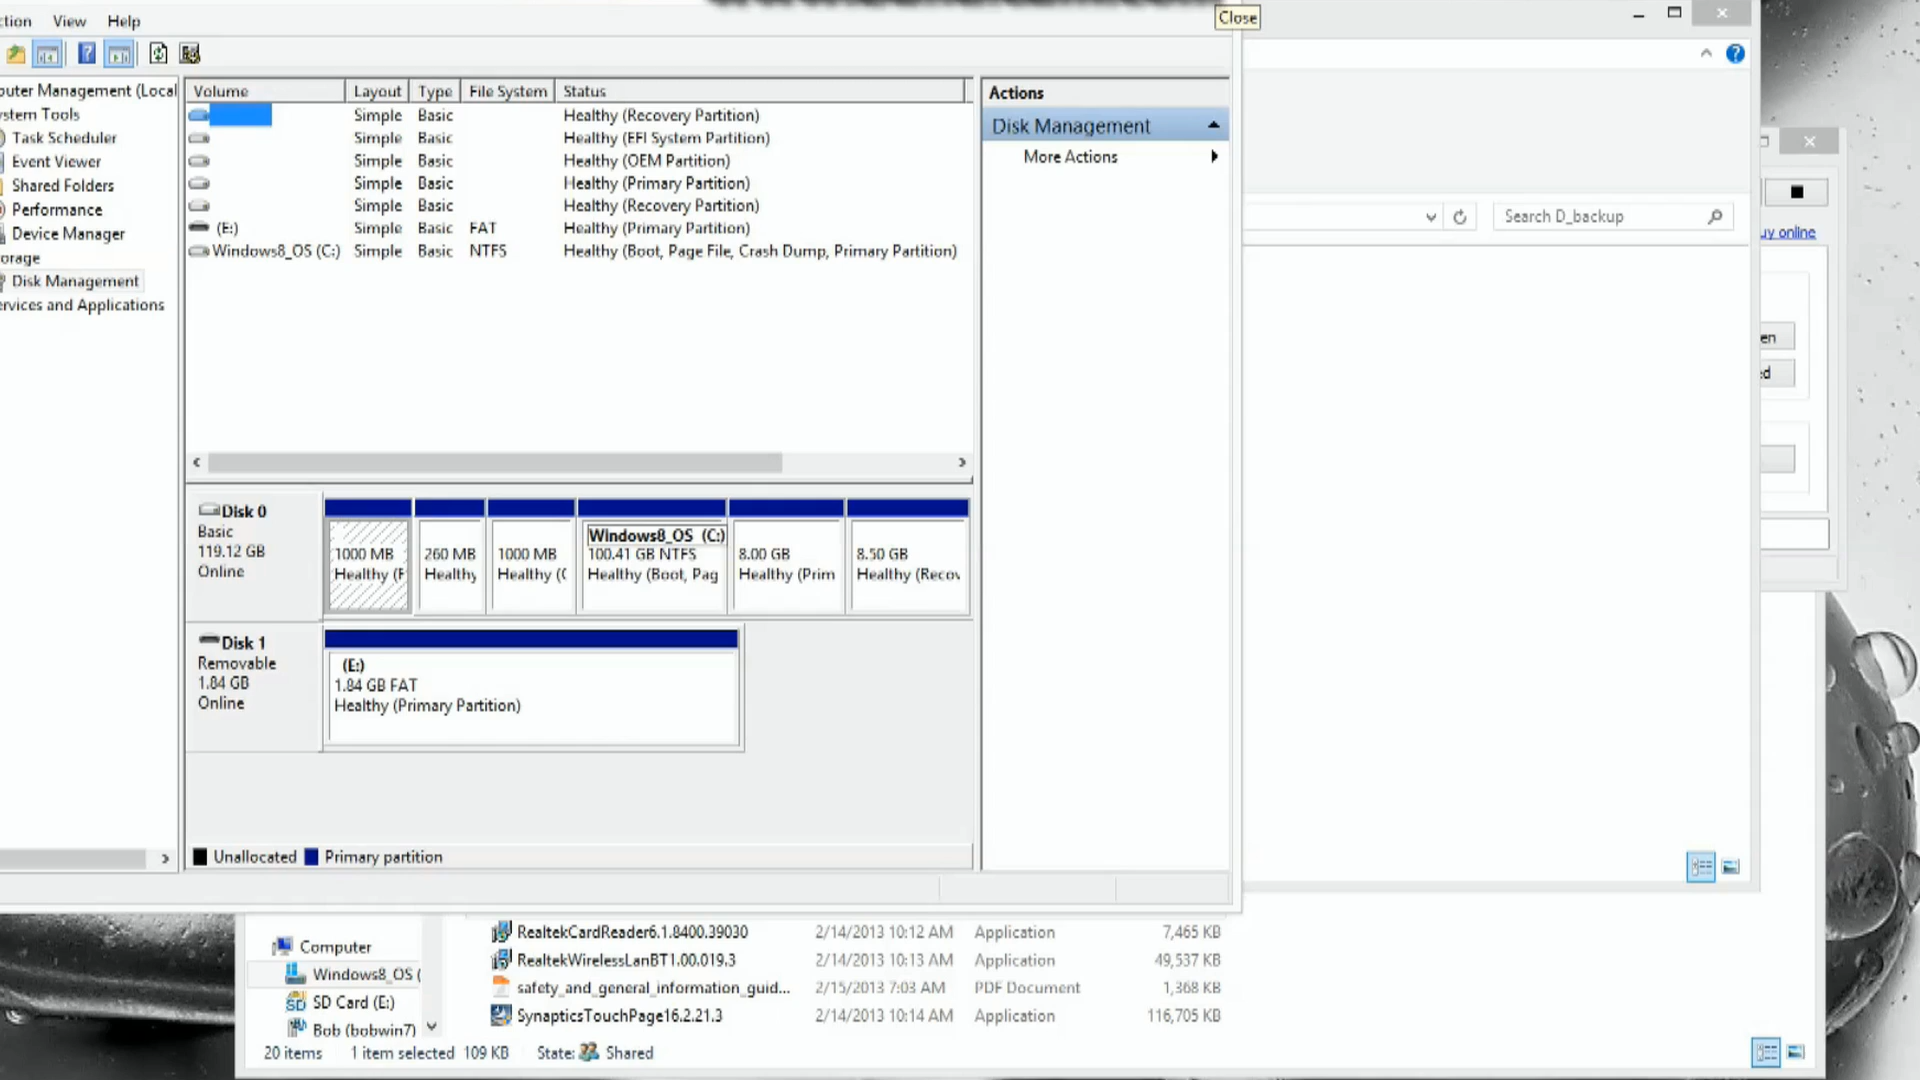 ction View Help
Close
puter Management (Local
ystem Tools
Task Scheduler
Event Viewer
Shared Folders
Performance
Device Manager
orage
Disk Management
ervices and Applications
Volume Layout Type File System Status
Simple Basic Healthy (Recovery Partition)
Simple Basic Healthy (EFI System Partition)
Simple Basic Healthy (OEM Partition)
Simple Basic Healthy (Primary Partition)
Simple Basic Healthy (Recovery Partition)
(E:) Simple Basic FAT Healthy (Primary Partition)
Windows8_OS (C:) Simple Basic NTFS Healthy (Boot, Page File, Crash Dump, Primary Partition)
Actions
Disk Management
More Actions
Search D_backup
uy online
en
ed
Disk 0
Basic
119.12 GB
Online
1000 MB
Healthy (F
260 MB
Healthy
1000 MB
Healthy (C
Windows8_OS (C:)
100.41 GB NTFS
Healthy (Boot, Pag
8.00 GB
Healthy (Prim
8.50 GB
Healthy (Recov
Disk 1
Removable
1.84 GB
Online
(E:)
1.84 GB FAT
Healthy (Primary Partition)
Unallocated Primary partition
Computer
Windows8_OS (
SD Card (E:)
Bob (bobwin7)
RealtekCardReader6.1.8400.39030 2/14/2013 10:12 AM Application 7,465 KB
RealtekWirelessLanBT1.00.019.3 2/14/2013 10:13 AM Application 49,537 KB
safety_and_general_information_guid... 2/15/2013 7:03 AM PDF Document 1,368 KB
SynapticsTouchPage16.2.21.3 2/14/2013 10:14 AM Application 116,705 KB
20 items 1 item selected 109 KB State: Shared